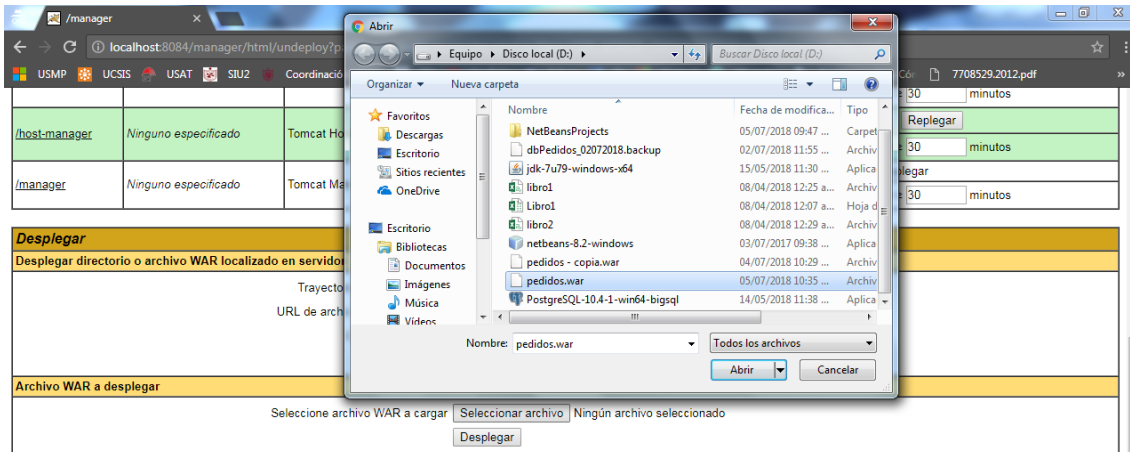 /manager
localhost:8084/manager/html/undeploy?p
USMP UCSIS USAT SIU2 Coordinació Cór 7708529.2012.pdf
30 minutos
/host-manager Ninguno especificado Tomcat Ho Replegar
30 minutos
/manager Ninguno especificado Tomcat Ma legar
30 minutos
Desplegar
Desplegar directorio o archivo WAR localizado en servidor
Trayecto
URL de arch
Archivo WAR a desplegar
Seleccione archivo WAR a cargar Seleccionar archivo Ningún archivo seleccionado
Desplegar
Abrir
Equipo Disco local (D:) Buscar Disco local (D:)
Organizar Nueva carpeta
Favoritos
Descargas
Escritorio
Sitios recientes
OneDrive
Escritorio
Bibliotecas
Documentos
Imágenes
Música
Vídeos
Nombre Fecha de modifica... Tipo
NetBeansProjects 05/07/2018 09:47 ... Carpet
dbPedidos_02072018.backup 02/07/2018 11:55 ... Archiv
jdk-7u79-windows-x64 15/05/2018 11:30 ... Aplica
libro1 08/04/2018 12:25 a... Archiv
Libro1 08/04/2018 12:07 a... Hoja d
libro2 08/04/2018 12:29 a... Archiv
netbeans-8.2-windows 03/07/2017 09:38 ... Aplica
pedidos - copia.war 04/07/2018 10:29 ... Archiv
pedidos.war 05/07/2018 10:35 ... Archiv
PostgreSQL-10.4-1-win64-bigsql 14/05/2018 11:38 ... Aplica
Nombre: pedidos.war Todos los archivos
Abrir Cancelar